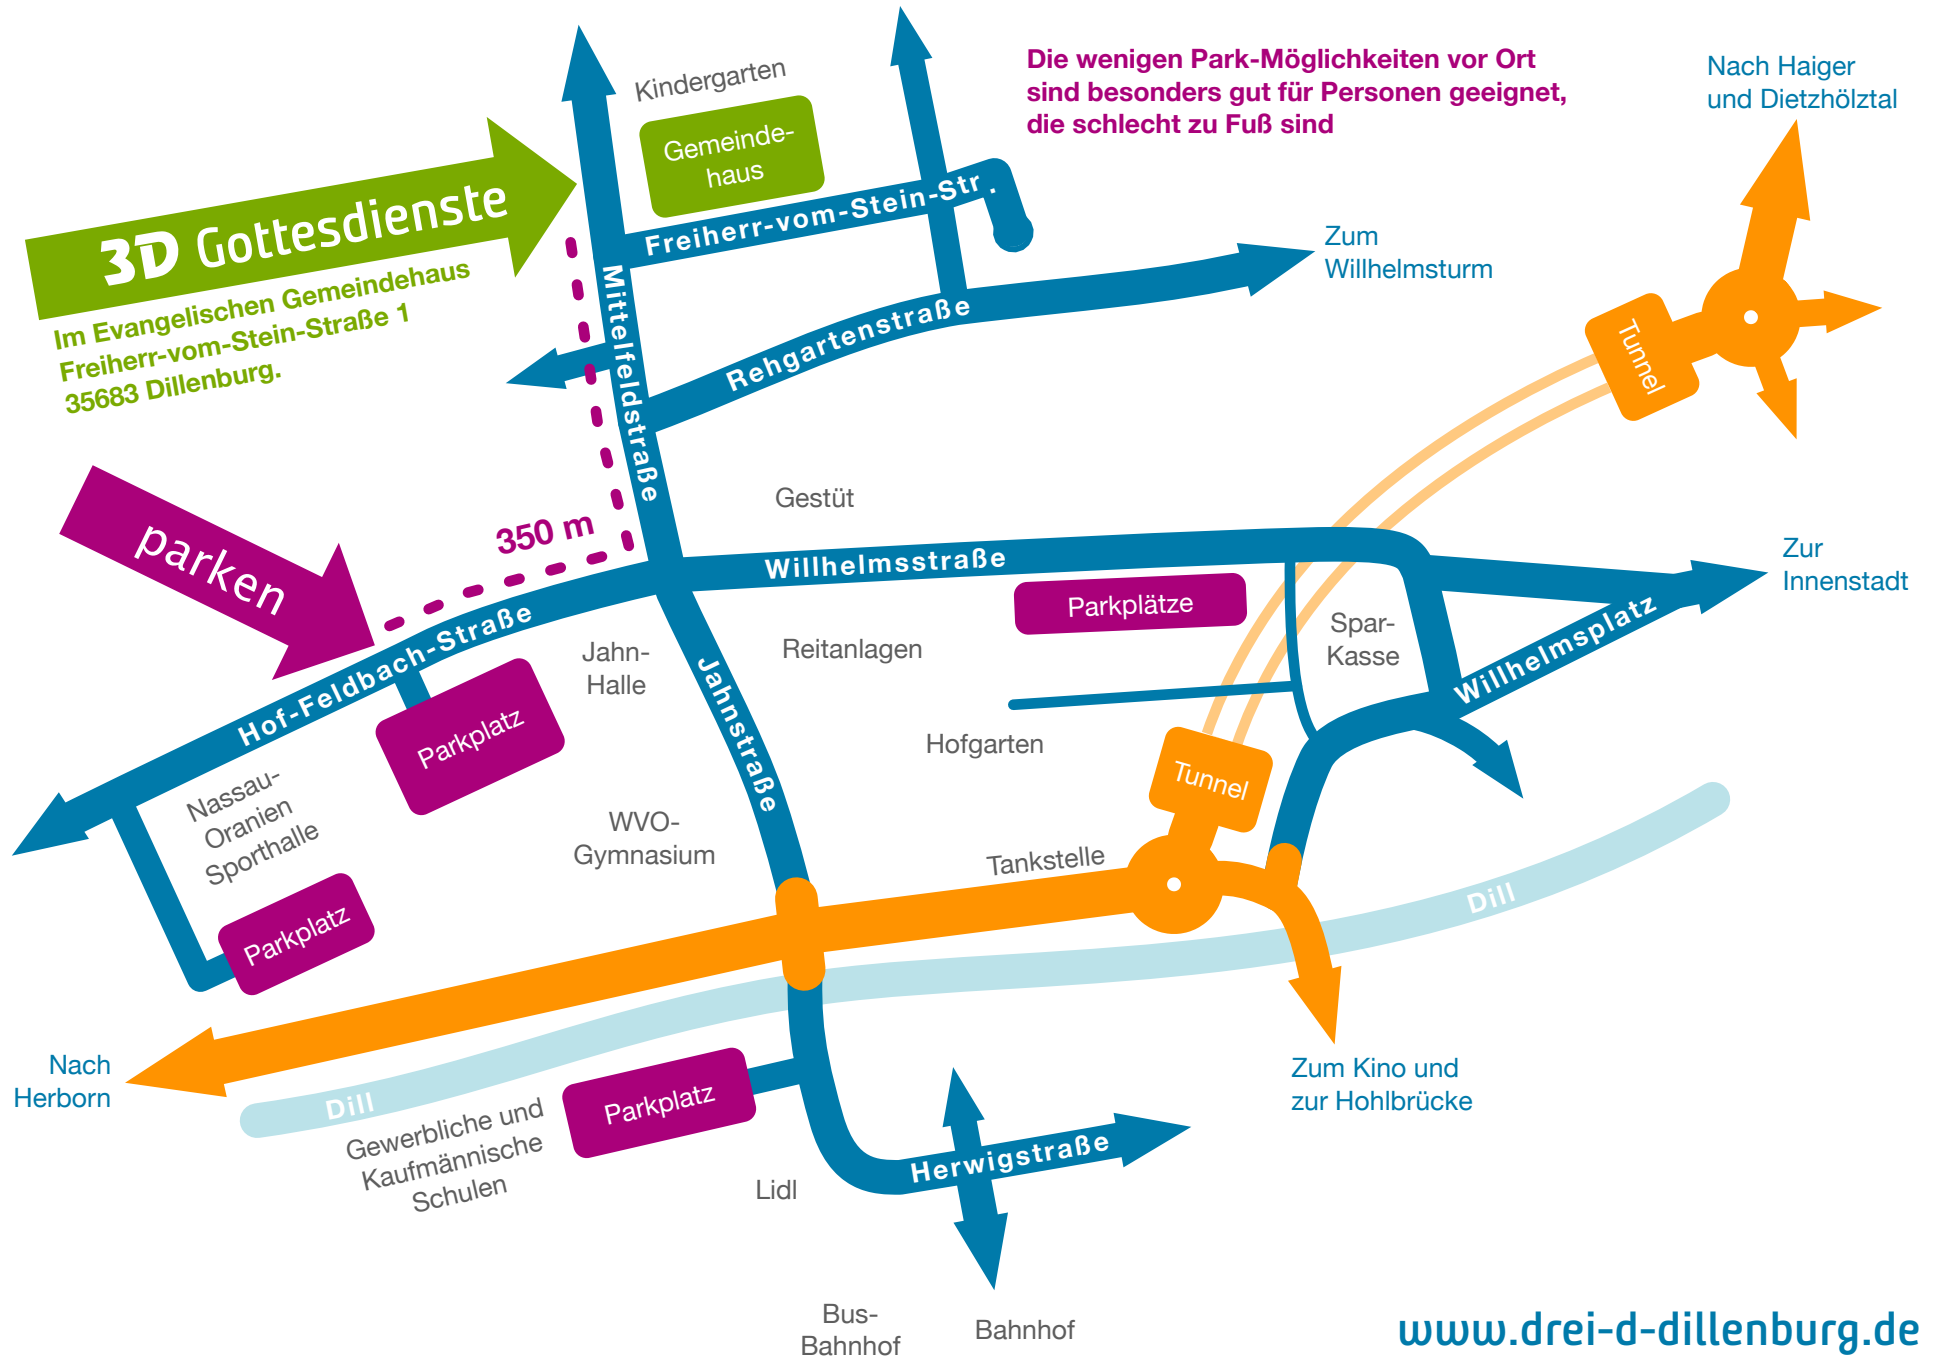 Kindergarten
Gemeinde-
haus
Die wenigen Park-Möglichkeiten vor Ort
sind besonders gut für Personen geeignet,
die schlecht zu Fuß sind
Nach Haiger
und Dietzhölztal
3D Gottesdienste
Im Evangelischen Gemeindehaus
Freiherr-vom-Stein-Straße 1
35683 Dillenburg.
Freiherr-vom-Stein-Str.
Zum
Willhelmsturm
Mittelfeldstraße
Rehgartenstraße
Tunnel
parken
350 m
Gestüt
Willhelmsstraße
Zur
Innenstadt
Parkplätze
Spar-
Kasse
Willhelmsplatz
Hof-Feldbach-Straße
Jahn-
Halle
Reitanlagen
Jahnstraße
Parkplatz
Hofgarten
Tunnel
Nassau-
Oranien
Sporthalle
WVO-
Gymnasium
Tankstelle
Parkplatz
Dill
Nach
Herborn
Zum Kino und
zur Hohlbrücke
Dill
Parkplatz
Gewerbliche und
Kaufmännische
Schulen
Herwigstraße
Lidl
Bus-
Bahnhof
Bahnhof
www.drei-d-dillenburg.de